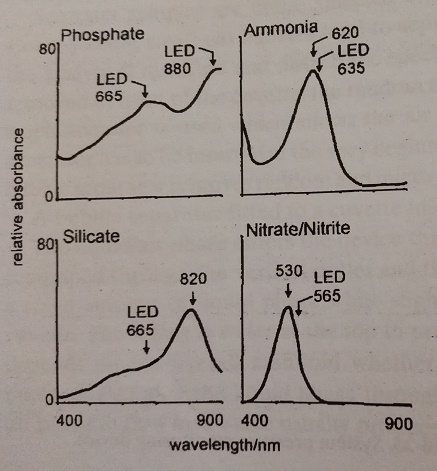 80
Phosphate
LED
880
LED
665
0
Ammonia
620
LED
635
relative absorbance
80
Silicate
820
LED
665
0
400
900
Nitrate/Nitrite
530
LED
565
400
900
wavelength/nm